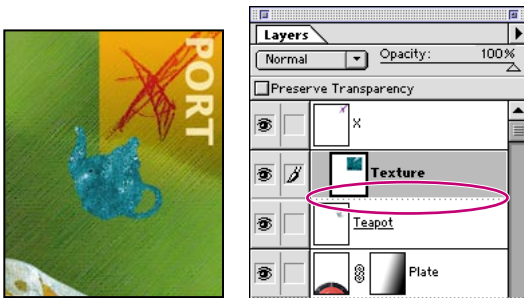 PORT
Layers
Normal
Opacity: 100%
Preserve Transparency
X
Texture
Teapot
Plate